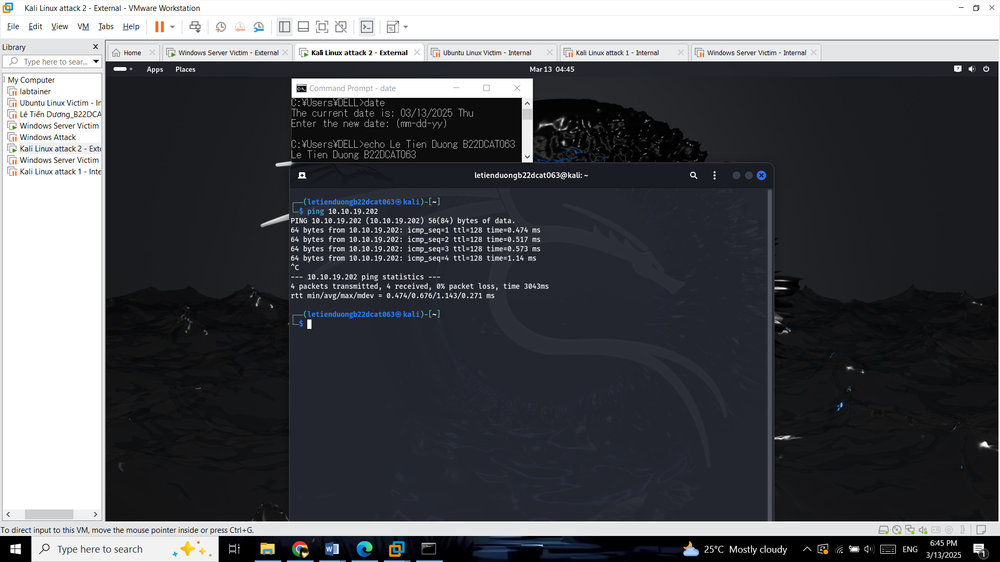 Kali Linux attack 2 - External - VMware Workstation
File Edit View VM Tabs Help
Library
Type here to sear...
My Computer
labtainer
Ubuntu Linux Victim - In
Lê Tiến Dương_B22DCA
Windows Server Victim
Windows Attack
Kali Linux attack 2 - Exte
Windows Server Victim
Kali Linux attack 1 - Inte
Home
Windows Server Victim - External
Kali Linux attack 2 - External
Ubuntu Linux Victim - Internal
Kali Linux attack 1 - Internal
Windows Server Victim - Internal
Apps Places
Mar 13 04:45
Command Prompt - date
C:¥Users¥DELL>date
The current date is: 03/13/2025 Thu
Enter the new date: (mm-dd-yy)
C:¥Users¥DELL>echo Le Tien Duong B22DCAT063
Le Tien Duong B22DCAT063
letienduongb22dcat063@kali: ~
┌──(letienduongb22dcat063㉿kali)-[~]
└─$ ping 10.10.19.202
PING 10.10.19.202 (10.10.19.202) 56(84) bytes of data.
64 bytes from 10.10.19.202: icmp_seq=1 ttl=128 time=0.474 ms
64 bytes from 10.10.19.202: icmp_seq=2 ttl=128 time=0.517 ms
64 bytes from 10.10.19.202: icmp_seq=3 ttl=128 time=0.573 ms
64 bytes from 10.10.19.202: icmp_seq=4 ttl=128 time=1.14 ms
^C
--- 10.10.19.202 ping statistics ---
4 packets transmitted, 4 received, 0% packet loss, time 3043ms
rtt min/avg/max/mdev = 0.474/0.676/1.143/0.271 ms
┌──(letienduongb22dcat063㉿kali)-[~]
└─$
To direct input to this VM, move the mouse pointer inside or press Ctrl+G.
Type here to search
25°C Mostly cloudy
ENG
6:45 PM
3/13/2025
1